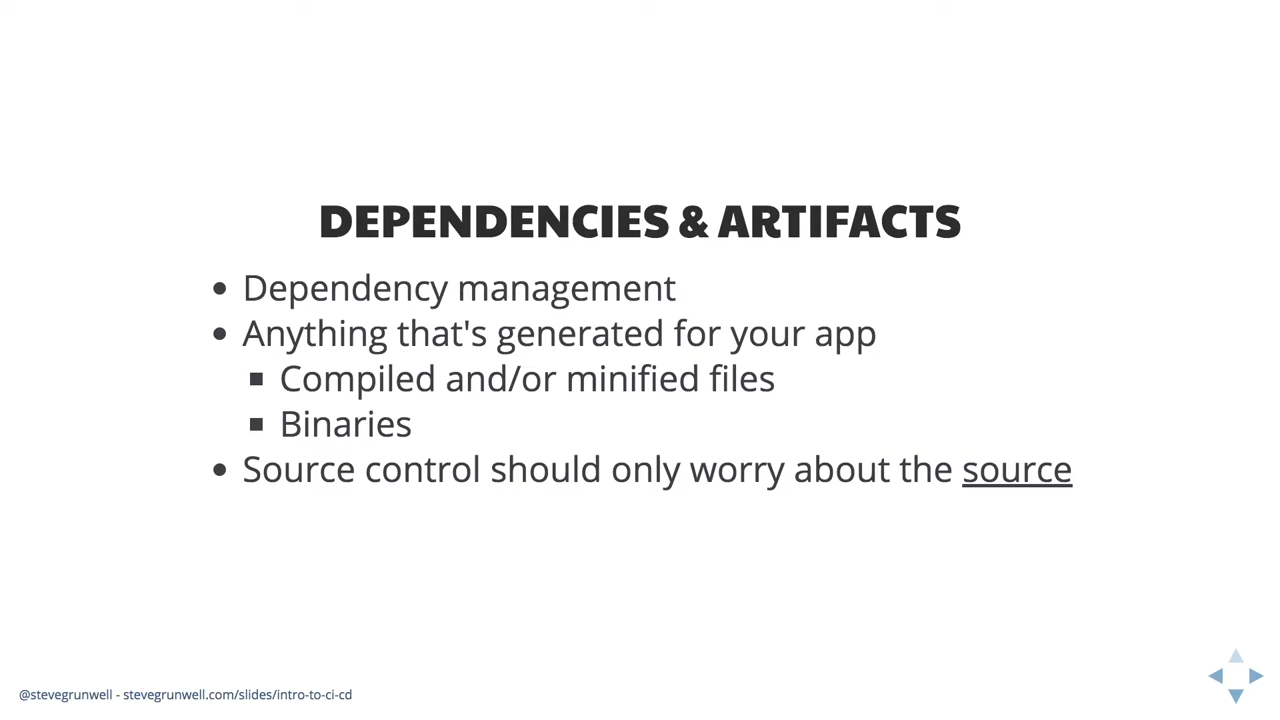 DEPENDENCIES & ARTIFACTS
• Dependency management
• Anything that's generated for your app
▪ Compiled and/or minified files
▪ Binaries
• Source control should only worry about the source
@stevegrunwell - stevegrunwell.com/slides/intro-to-ci-cd